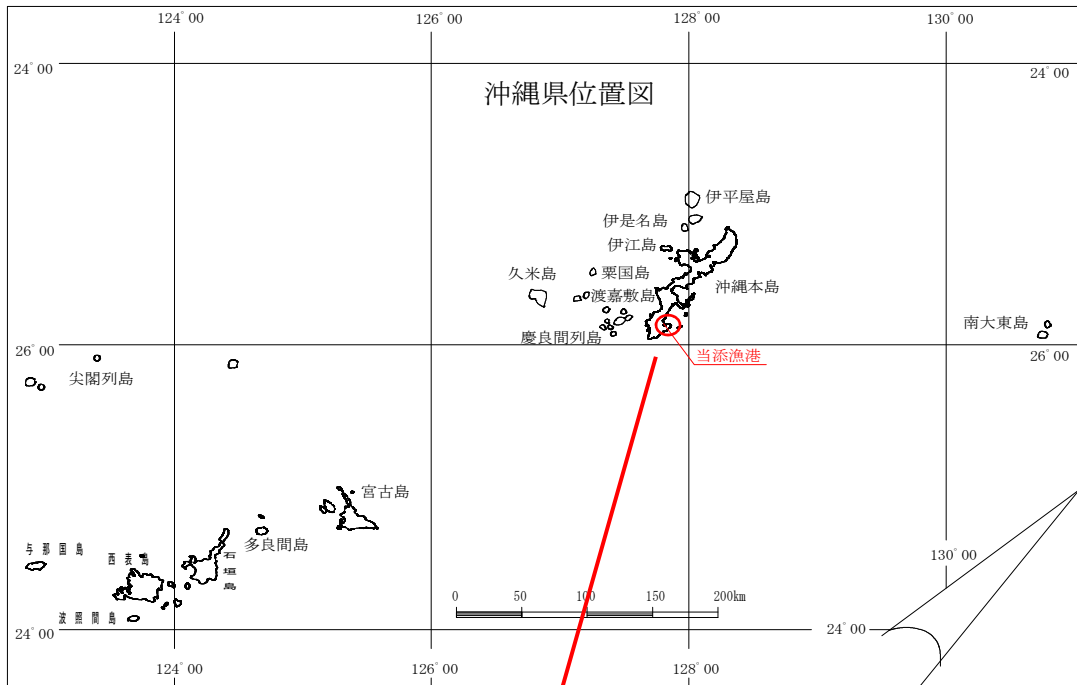 124° 00
126° 00
128° 00
130° 00
24° 00
24° 00
沖縄県位置図
伊平屋島
伊是名島
伊江島
久米島
粟国島
渡嘉敷島
沖縄本島
慶良間列島
南大東島
当添漁港
26° 00
26° 00
尖閣列島
宮古島
多良間島
与那国島
西表島
石垣島
波照間島
130° 00
0 50 100 150 200km
24° 00
24° 00
124° 00
126° 00
128° 00